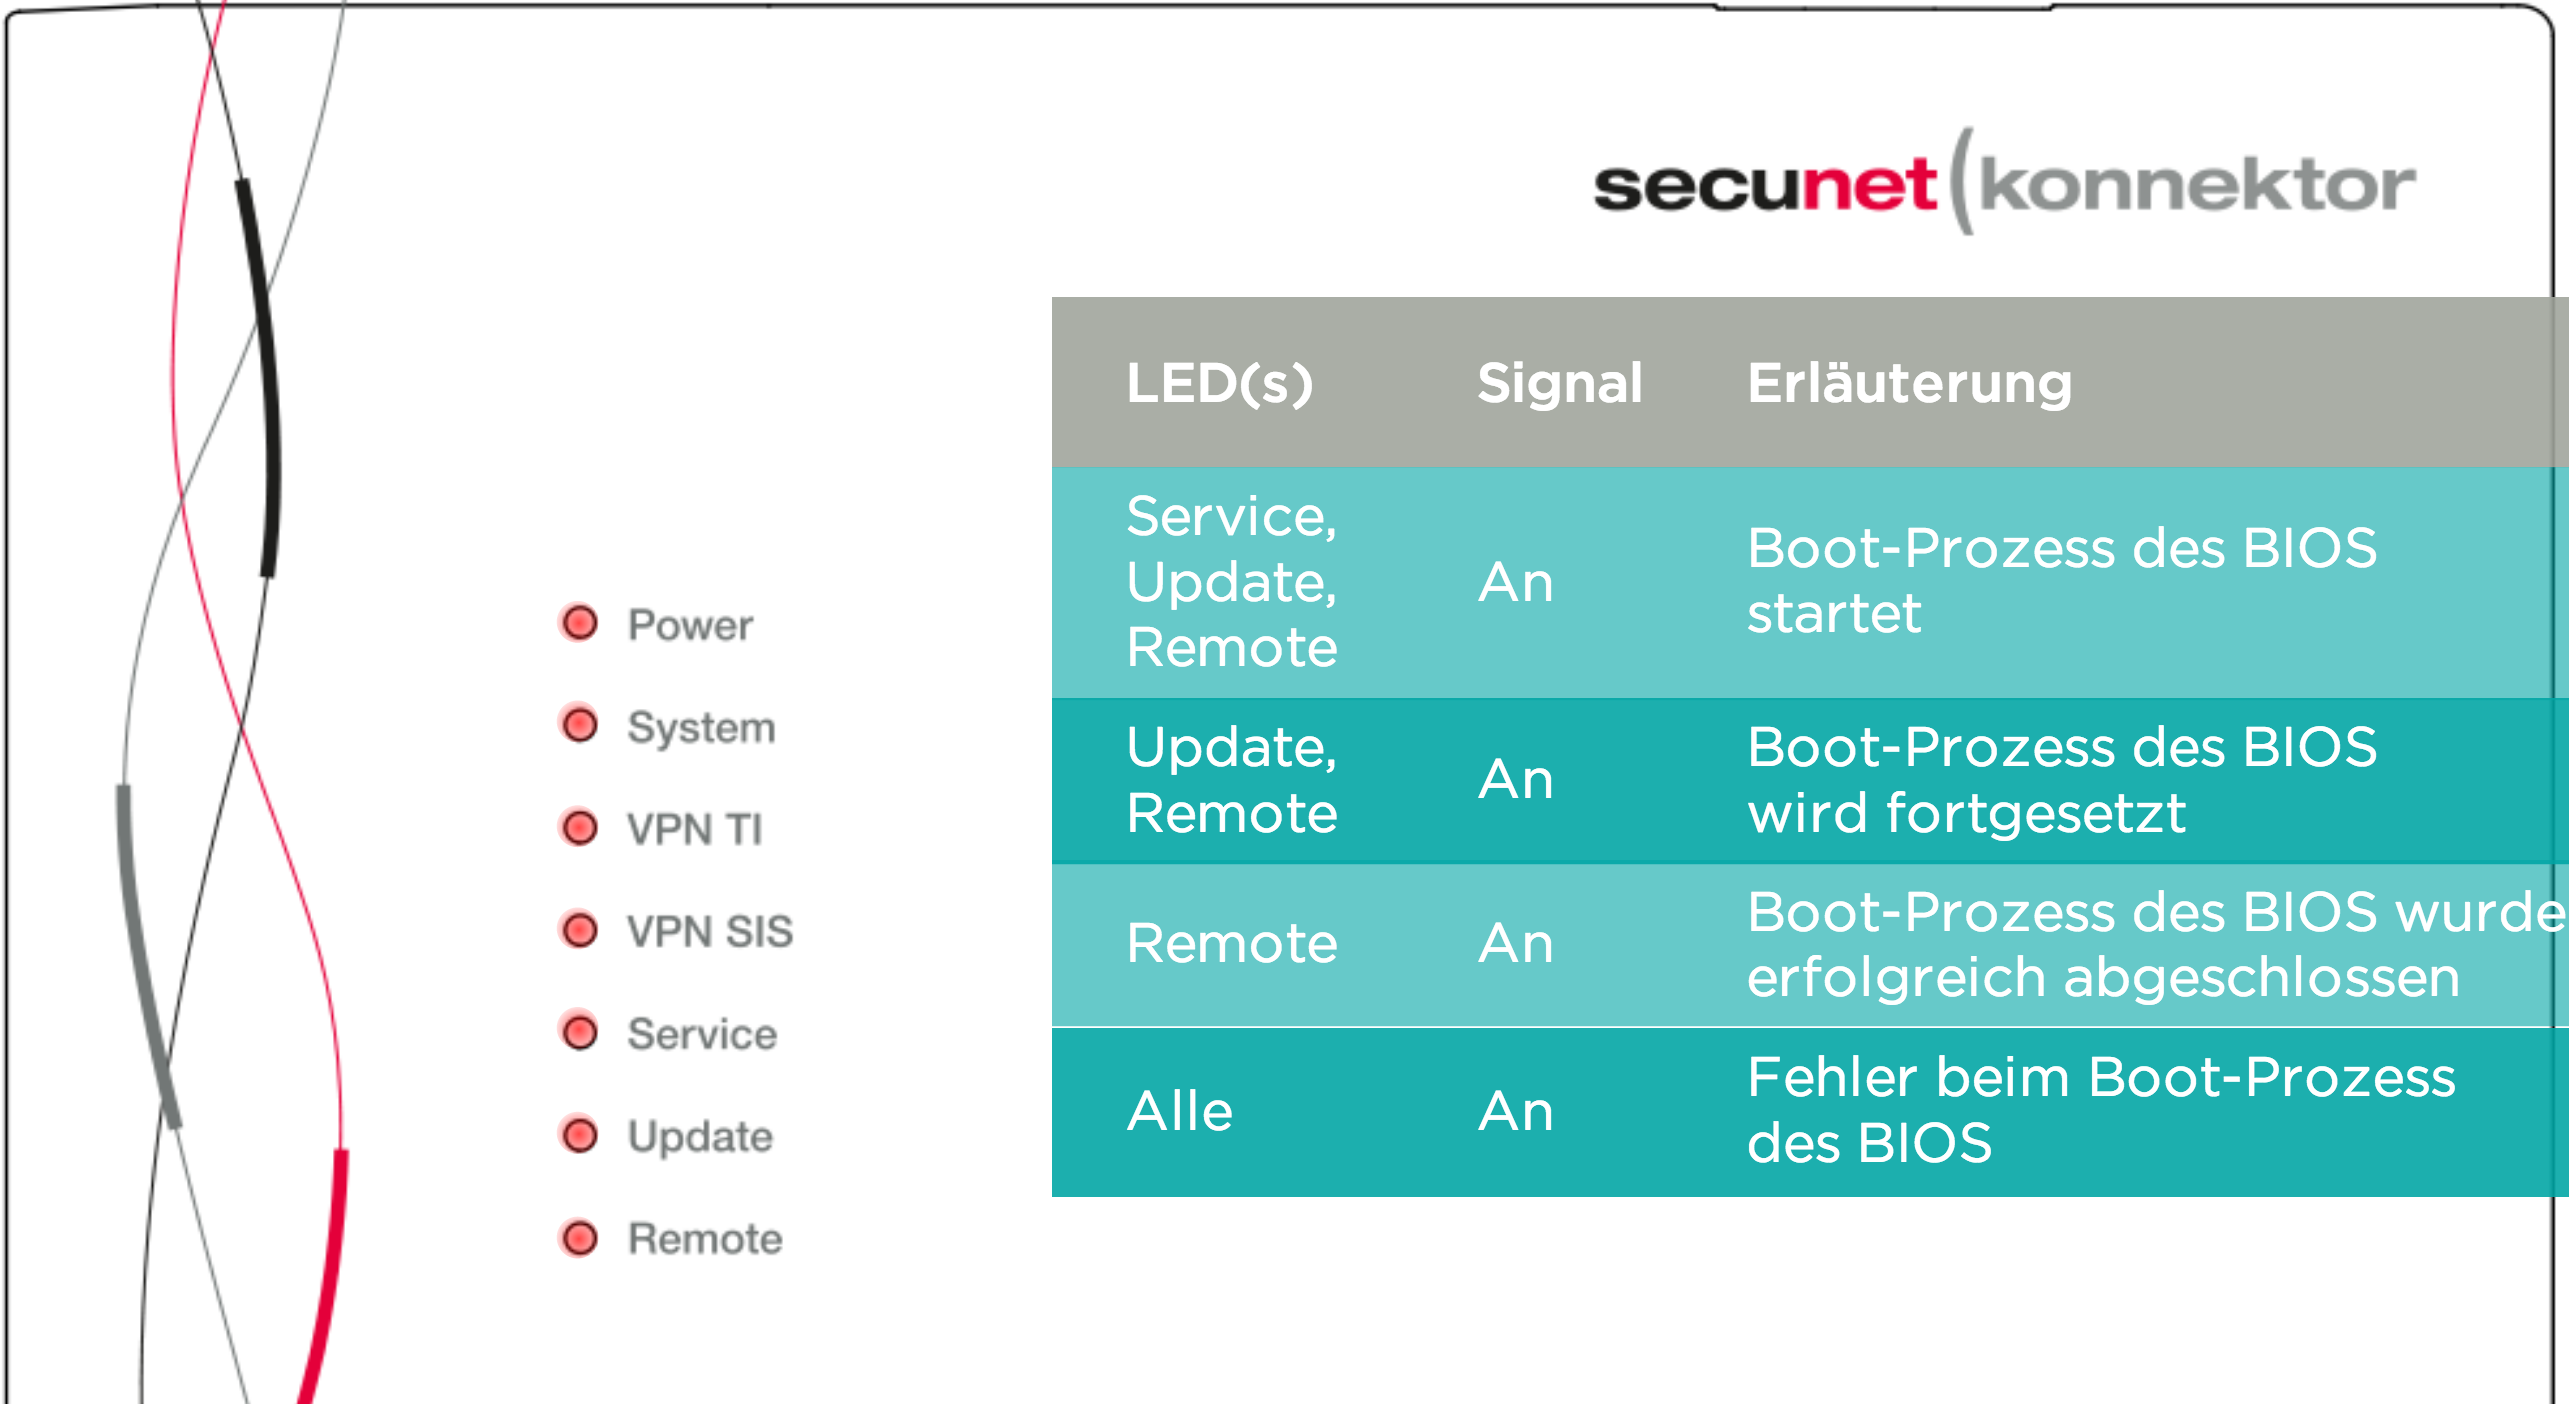 secunet(konnektor
Power
System
VPN TI
VPN SIS
Service
Update
Remote
LED(s) Signal Erläuterung
Service,
Update,
Remote
An
Boot-Prozess des BIOS
startet
Update,
Remote
An
Boot-Prozess des BIOS
wird fortgesetzt
Remote
An
Boot-Prozess des BIOS wurde
erfolgreich abgeschlossen
Alle
An
Fehler beim Boot-Prozess
des BIOS